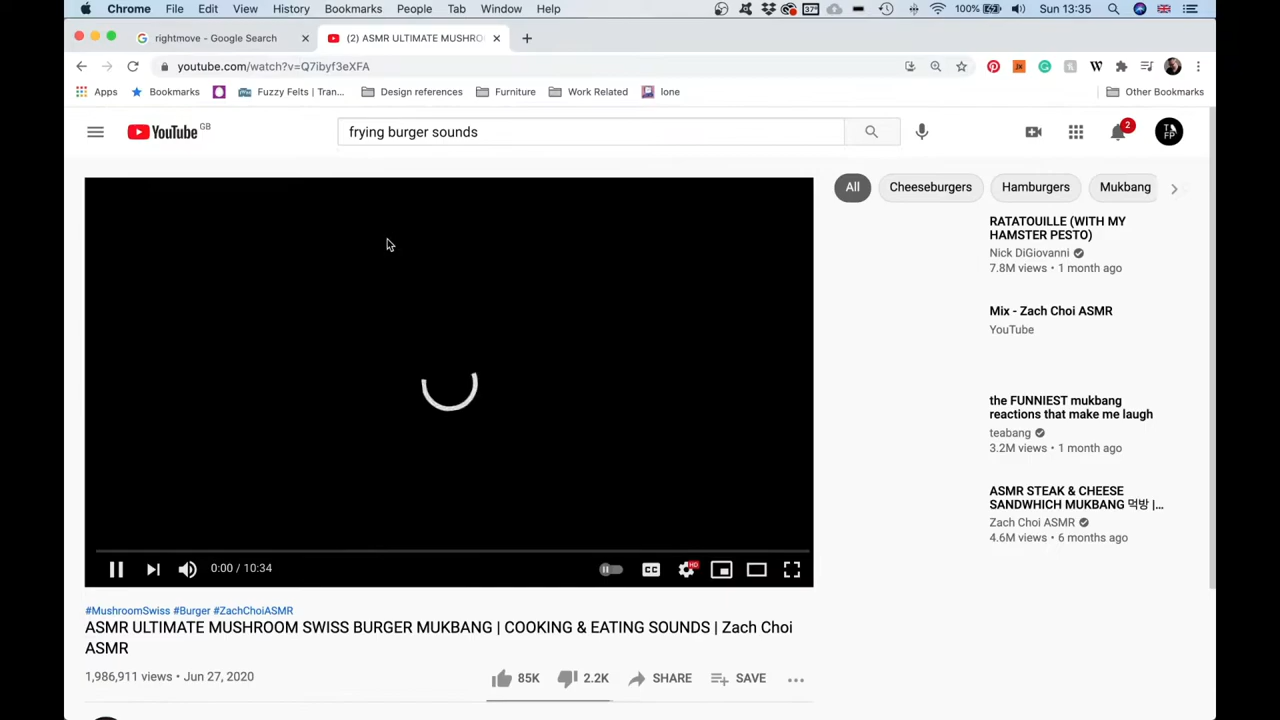 Chrome File Edit View History Bookmarks People Tab Window Help 37 100% Sun 13:35
rightmove - Google Search (2) ASMR ULTIMATE MUSHRO
youtube.com/watch?v=Q7ibyf3eXFA
Apps Bookmarks Fuzzy Felts | Tran... Design references Furniture Work Related Ione Other Bookmarks
YouTube GB frying burger sounds 2
All Cheeseburgers Hamburgers Mukbang
RATATOUILLE (WITH MY
HAMSTER PESTO)
Nick DiGiovanni
7.8M views • 1 month ago
Mix - Zach Choi ASMR
YouTube
the FUNNIEST mukbang
reactions that make me laugh
teabang
3.2M views • 1 month ago
ASMR STEAK & CHEESE
SANDWHICH MUKBANG 먹방 |...
Zach Choi ASMR
4.6M views • 6 months ago
0:00 / 10:34 CC HD
#MushroomSwiss #Burger #ZachChoiASMR
ASMR ULTIMATE MUSHROOM SWISS BURGER MUKBANG | COOKING & EATING SOUNDS | Zach Choi
ASMR
1,986,911 views • Jun 27, 2020 85K 2.2K SHARE SAVE